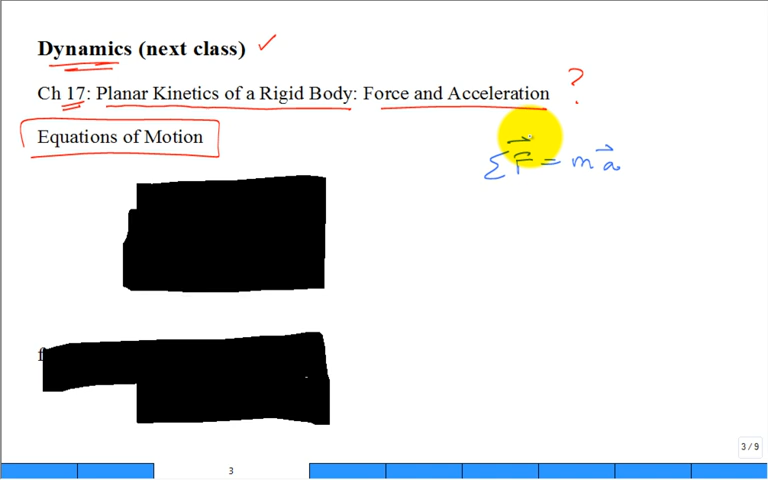 Dynamics (next class) ✓
Ch 17: Planar Kinetics of a Rigid Body: Force and Acceleration ?
Equations of Motion
∑F⃗ = ma⃗
f
3 / 9
3